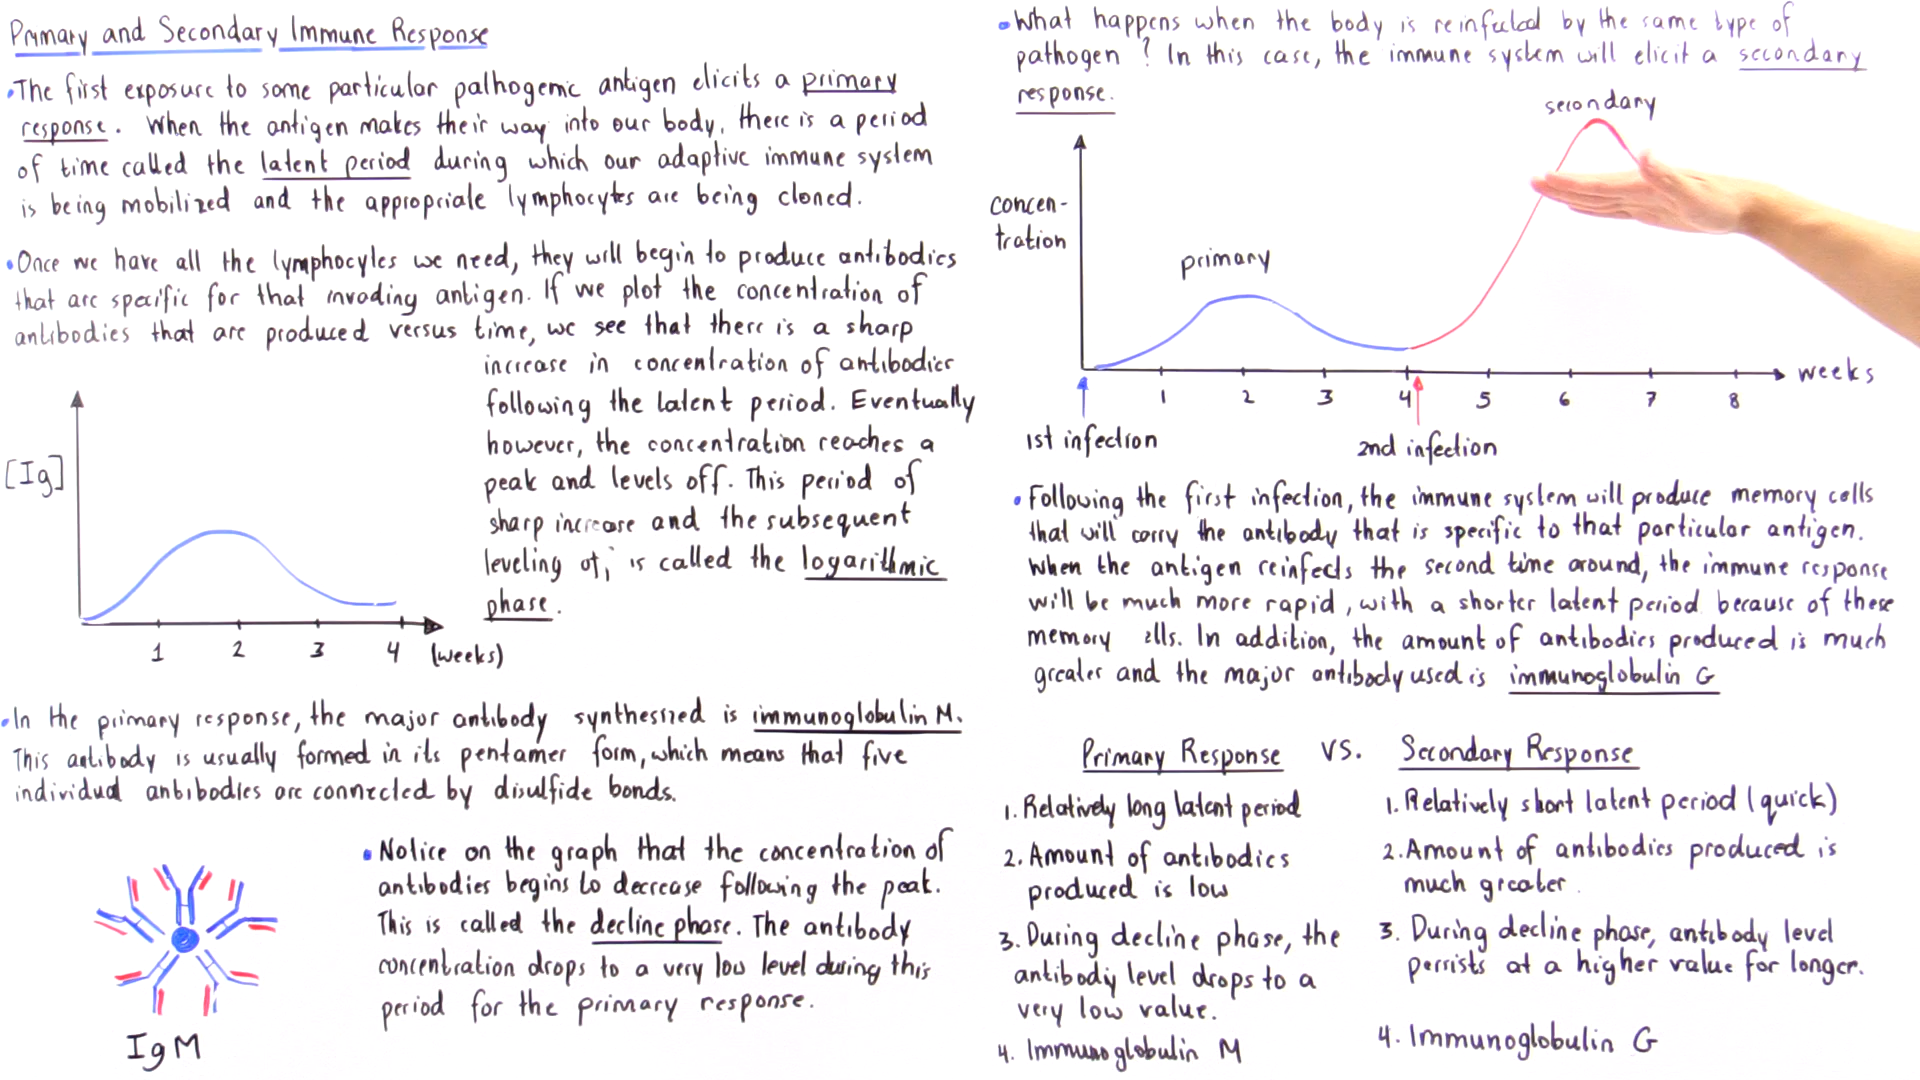 Primary and Secondary Immune Response
•The first exposure to some particular pathogenic antigen elicits a primary
response. When the antigen makes their way into our body, there is a period
of time called the latent period during which our adaptive immune system
is being mobilized and the appropriate lymphocytes are being cloned.
•Once we have all the lymphocytes we need, they will begin to produce antibodies
that are specific for that invading antigen. If we plot the concentration of
antibodies that are produced versus time, we see that there is a sharp
increase in concentration of antibodies
following the latent period. Eventually
however, the concentration reaches a
peak and levels off. This period of
sharp increase and the subsequent
leveling of, is called the logarithmic
phase.
[Ig]
1 2 3 4 (weeks)
•In the primary response, the major antibody synthesized is immunoglobulin M.
This antibody is usually formed in its pentamer form, which means that five
individual antibodies are connected by disulfide bonds.
IgM
•Notice on the graph that the concentration of
antibodies begins to decrease following the peak.
This is called the decline phase. The antibody
concentration drops to a very low level during this
period for the primary response.
•What happens when the body is reinfected by the same type of
pathogen? In this case, the immune system will elicit a secondary
response.
secondary
primary
concen-
tration
weeks
1 2 3 4 5 6 7 8
1st infection
2nd infection
•Following the first infection, the immune system will produce memory cells
that will carry the antibody that is specific to that particular antigen.
When the antigen reinfects the second time around, the immune response
will be much more rapid, with a shorter latent period because of these
memory ells. In addition, the amount of antibodies produced is much
greater and the major antibody used is immunoglobulin G
Primary Response vs. Secondary Response
1. Relatively long latent period
2. Amount of antibodies
produced is low
3. During decline phase, the
antibody level drops to a
very low value.
4. Immunoglobulin M
1. Relatively short latent period (quick)
2. Amount of antibodies produced is
much greater.
3. During decline phase, antibody level
persists at a higher value for longer.
4. Immunoglobulin G